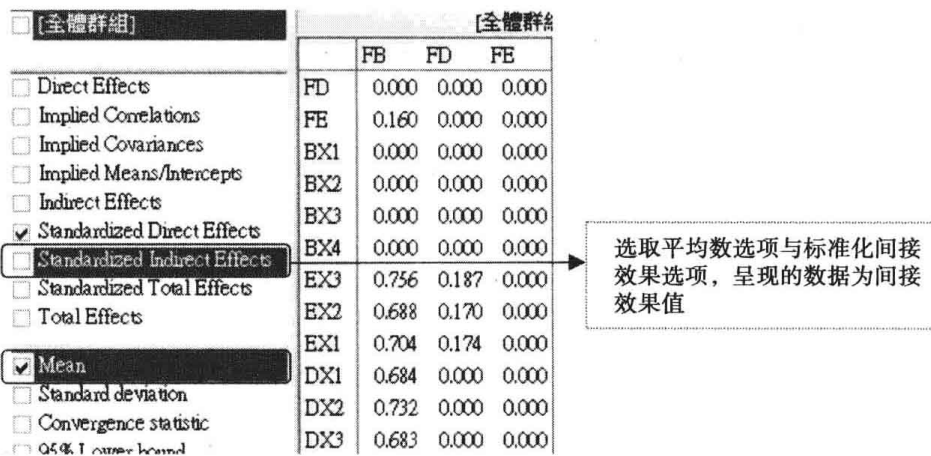 [全體群組]
Direct Effects
Implied Correlations
Implied Covariances
Implied Means/Intercepts
Indirect Effects
Standardized Direct Effects
Standardized Indirect Effects
Standardized Total Effects
Total Effects
Mean
Standard deviation
Convergence statistic
95% Lower bound
[全體群組
FB FD FE
FD 0.000 0.000 0.000
FE 0.160 0.000 0.000
BX1 0.000 0.000 0.000
BX2 0.000 0.000 0.000
BX3 0.000 0.000 0.000
BX4 0.000 0.000 0.000
EX3 0.756 0.187 0.000
EX2 0.688 0.170 0.000
EX1 0.704 0.174 0.000
DX1 0.684 0.000 0.000
DX2 0.732 0.000 0.000
DX3 0.683 0.000 0.000
选取平均数选项与标准化间接
效果选项，呈现的数据为间接
效果值